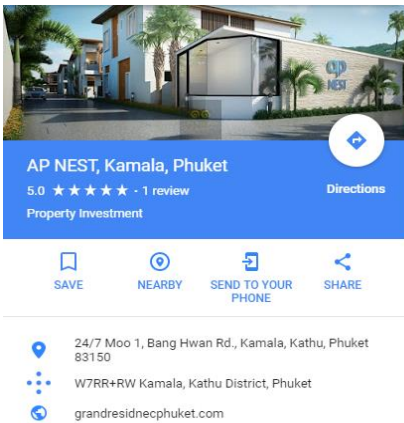 ap
NEST
AP NEST, Kamala, Phuket
5.0 ★★★★★ · 1 review
Directions
Property Investment
SAVE
NEARBY
SEND TO YOUR
PHONE
SHARE
24/7 Moo 1, Bang Hwan Rd., Kamala, Kathu, Phuket
83150
W7RR+RW Kamala, Kathu District, Phuket
grandresidnecphuket.com